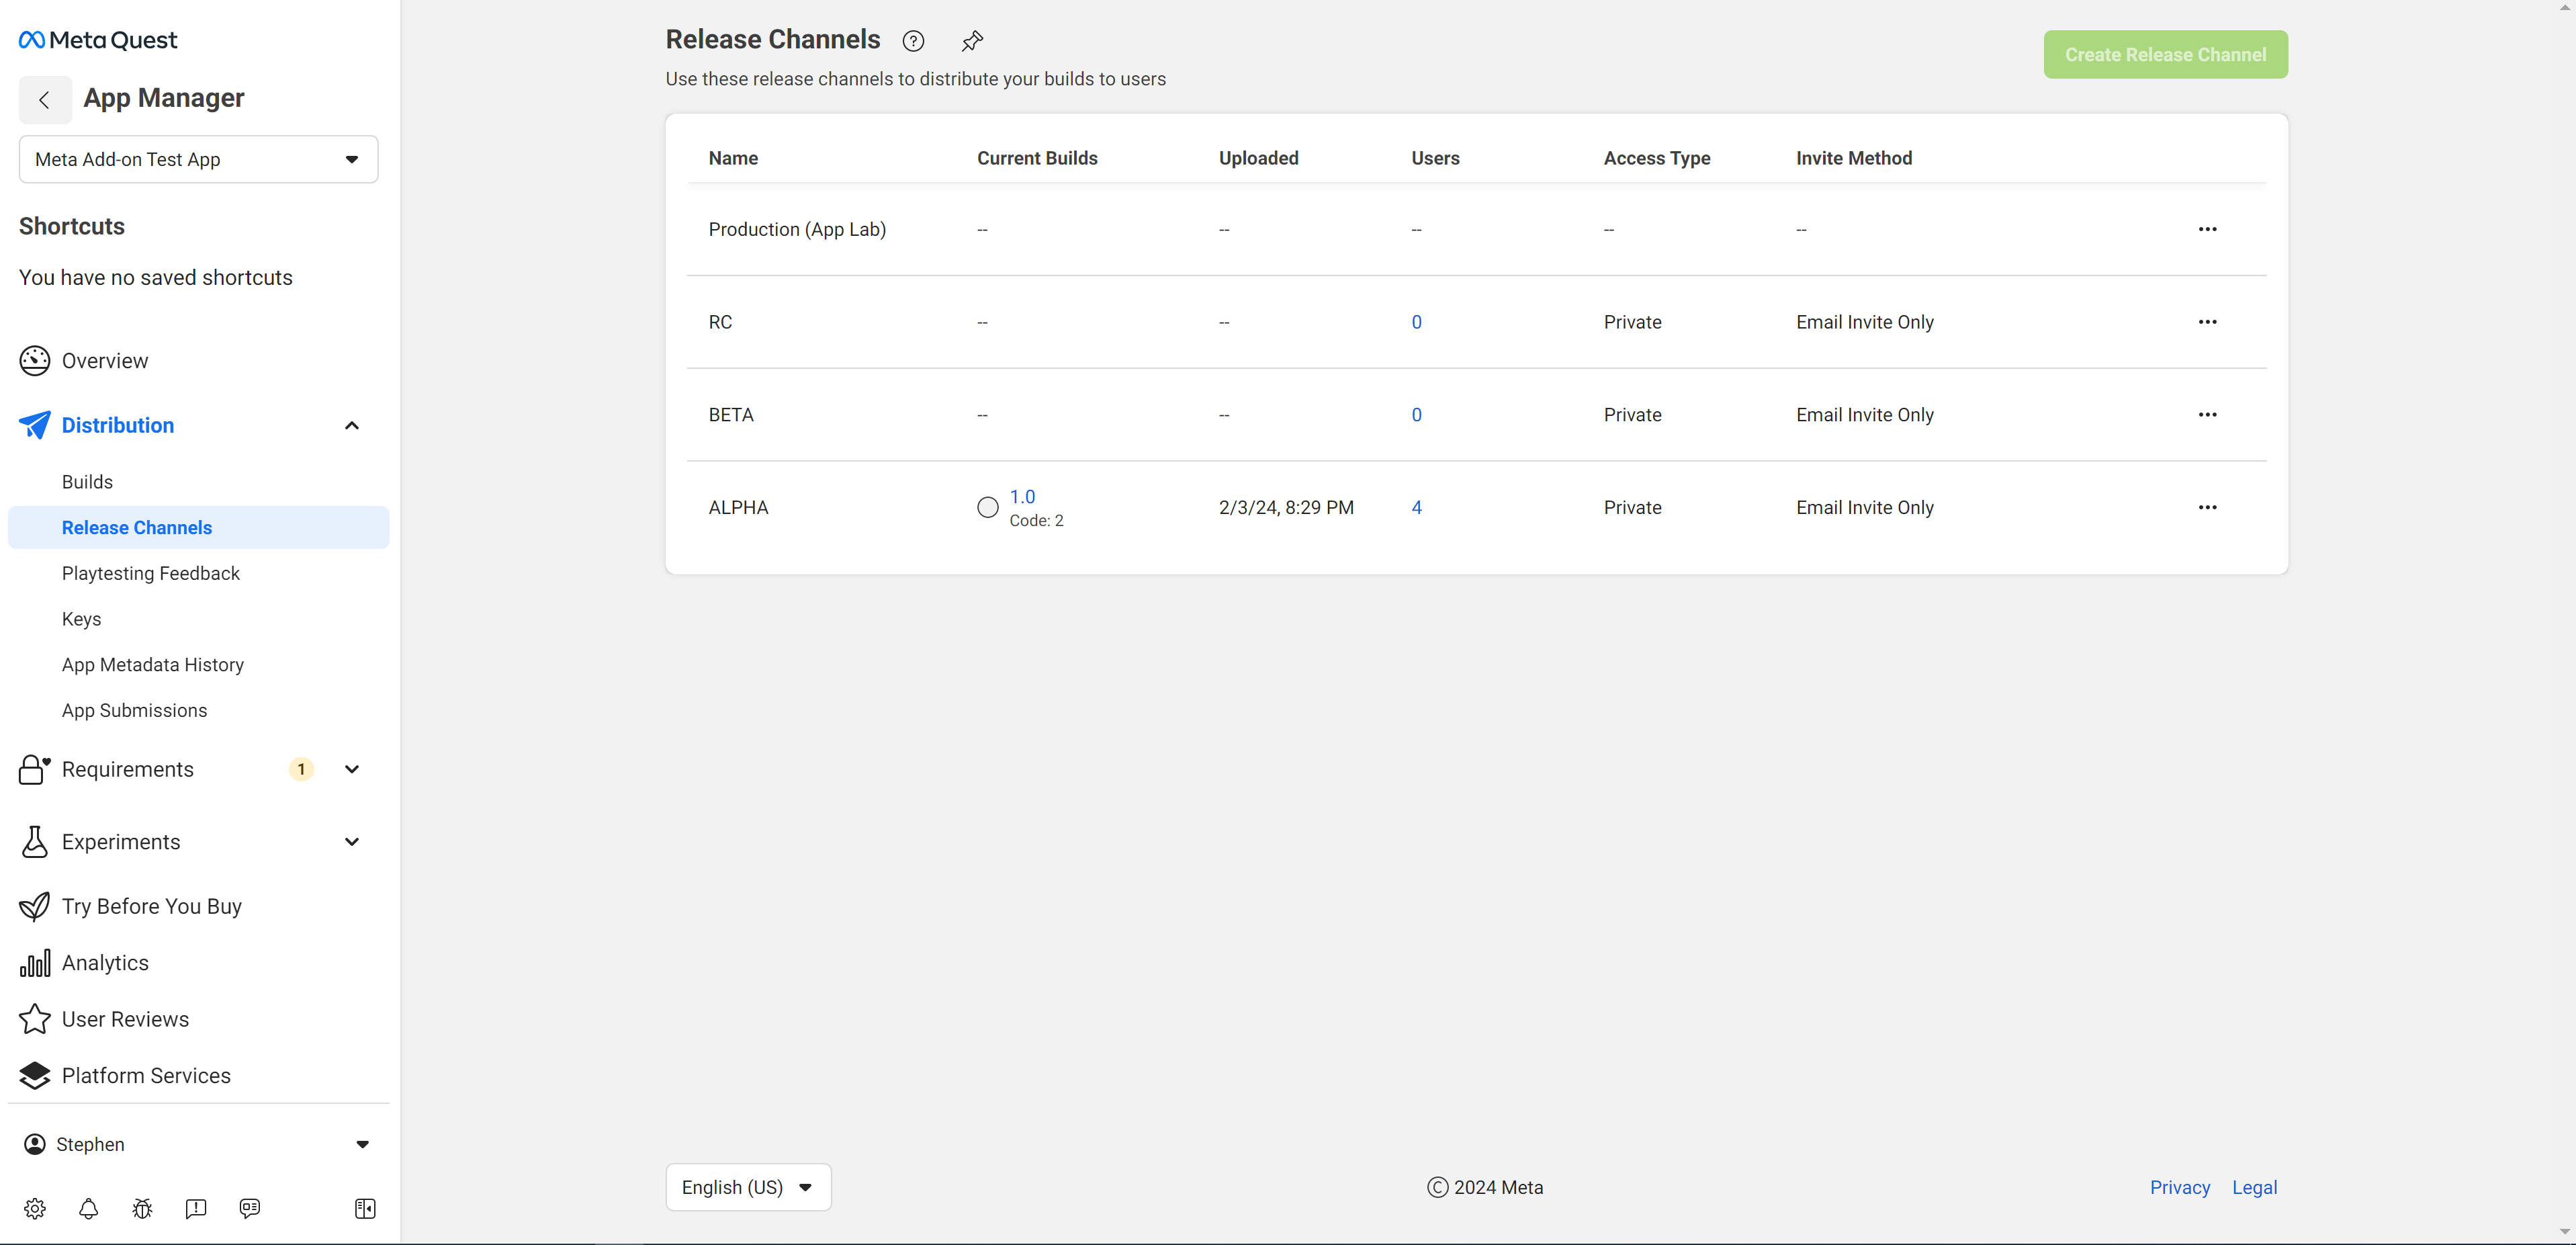 Meta Quest
App Manager
Meta Add-on Test App
Shortcuts
You have no saved shortcuts
Overview
Distribution
Builds
Release Channels
Playtesting Feedback
Keys
App Metadata History
App Submissions
Requirements 1
Experiments
Try Before You Buy
Analytics
User Reviews
Platform Services
Stephen
Release Channels ?
Use these release channels to distribute your builds to users
Create Release Channel
Name Current Builds Uploaded Users Access Type Invite Method
Production (App Lab) -- -- -- -- --
RC -- -- 0 Private Email Invite Only
BETA -- -- 0 Private Email Invite Only
ALPHA 1.0 2/3/24, 8:29 PM 4 Private Email Invite Only
Code: 2
English (US)
© 2024 Meta
Privacy Legal